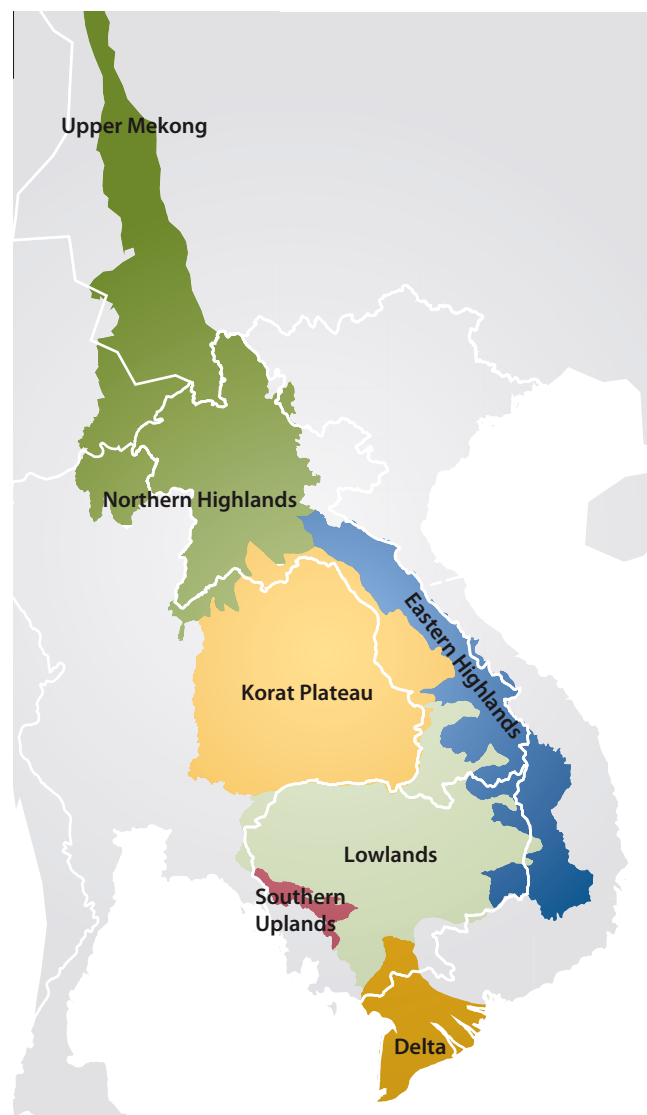 Upper Mekong
Northern Highlands
Eastern Highlands
Korat Plateau
Lowlands
Southern
Uplands
Delta